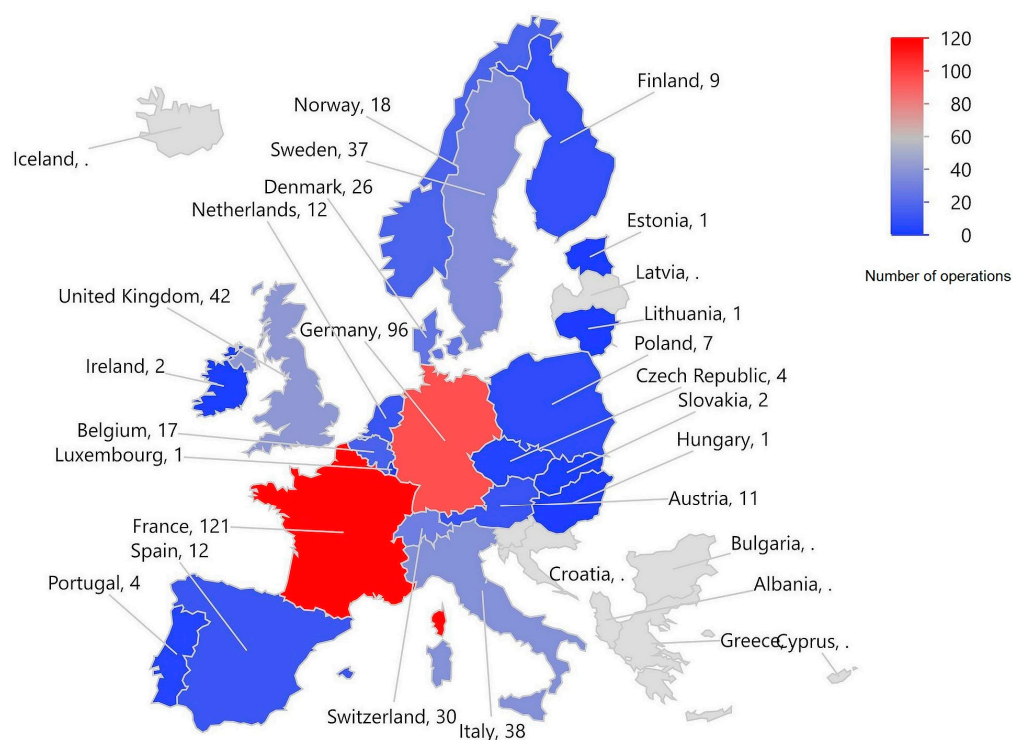 120
100
80
60
40
20
0
Number of operations
Finland, 9
Norway, 18
Sweden, 37
Iceland, .
Denmark, 26
Netherlands, 12
Estonia, 1
Latvia, .
United Kingdom, 42
Lithuania, 1
Germany, 96
Poland, 7
Ireland, 2
Czech Republic, 4
Slovakia, 2
Belgium, 17
Hungary, 1
Luxembourg, 1
Austria, 11
France, 121
Bulgaria, .
Spain, 12
Croatia, .
Portugal, 4
Albania, .
Greece,
Cyprus, .
Switzerland, 30
Italy, 38